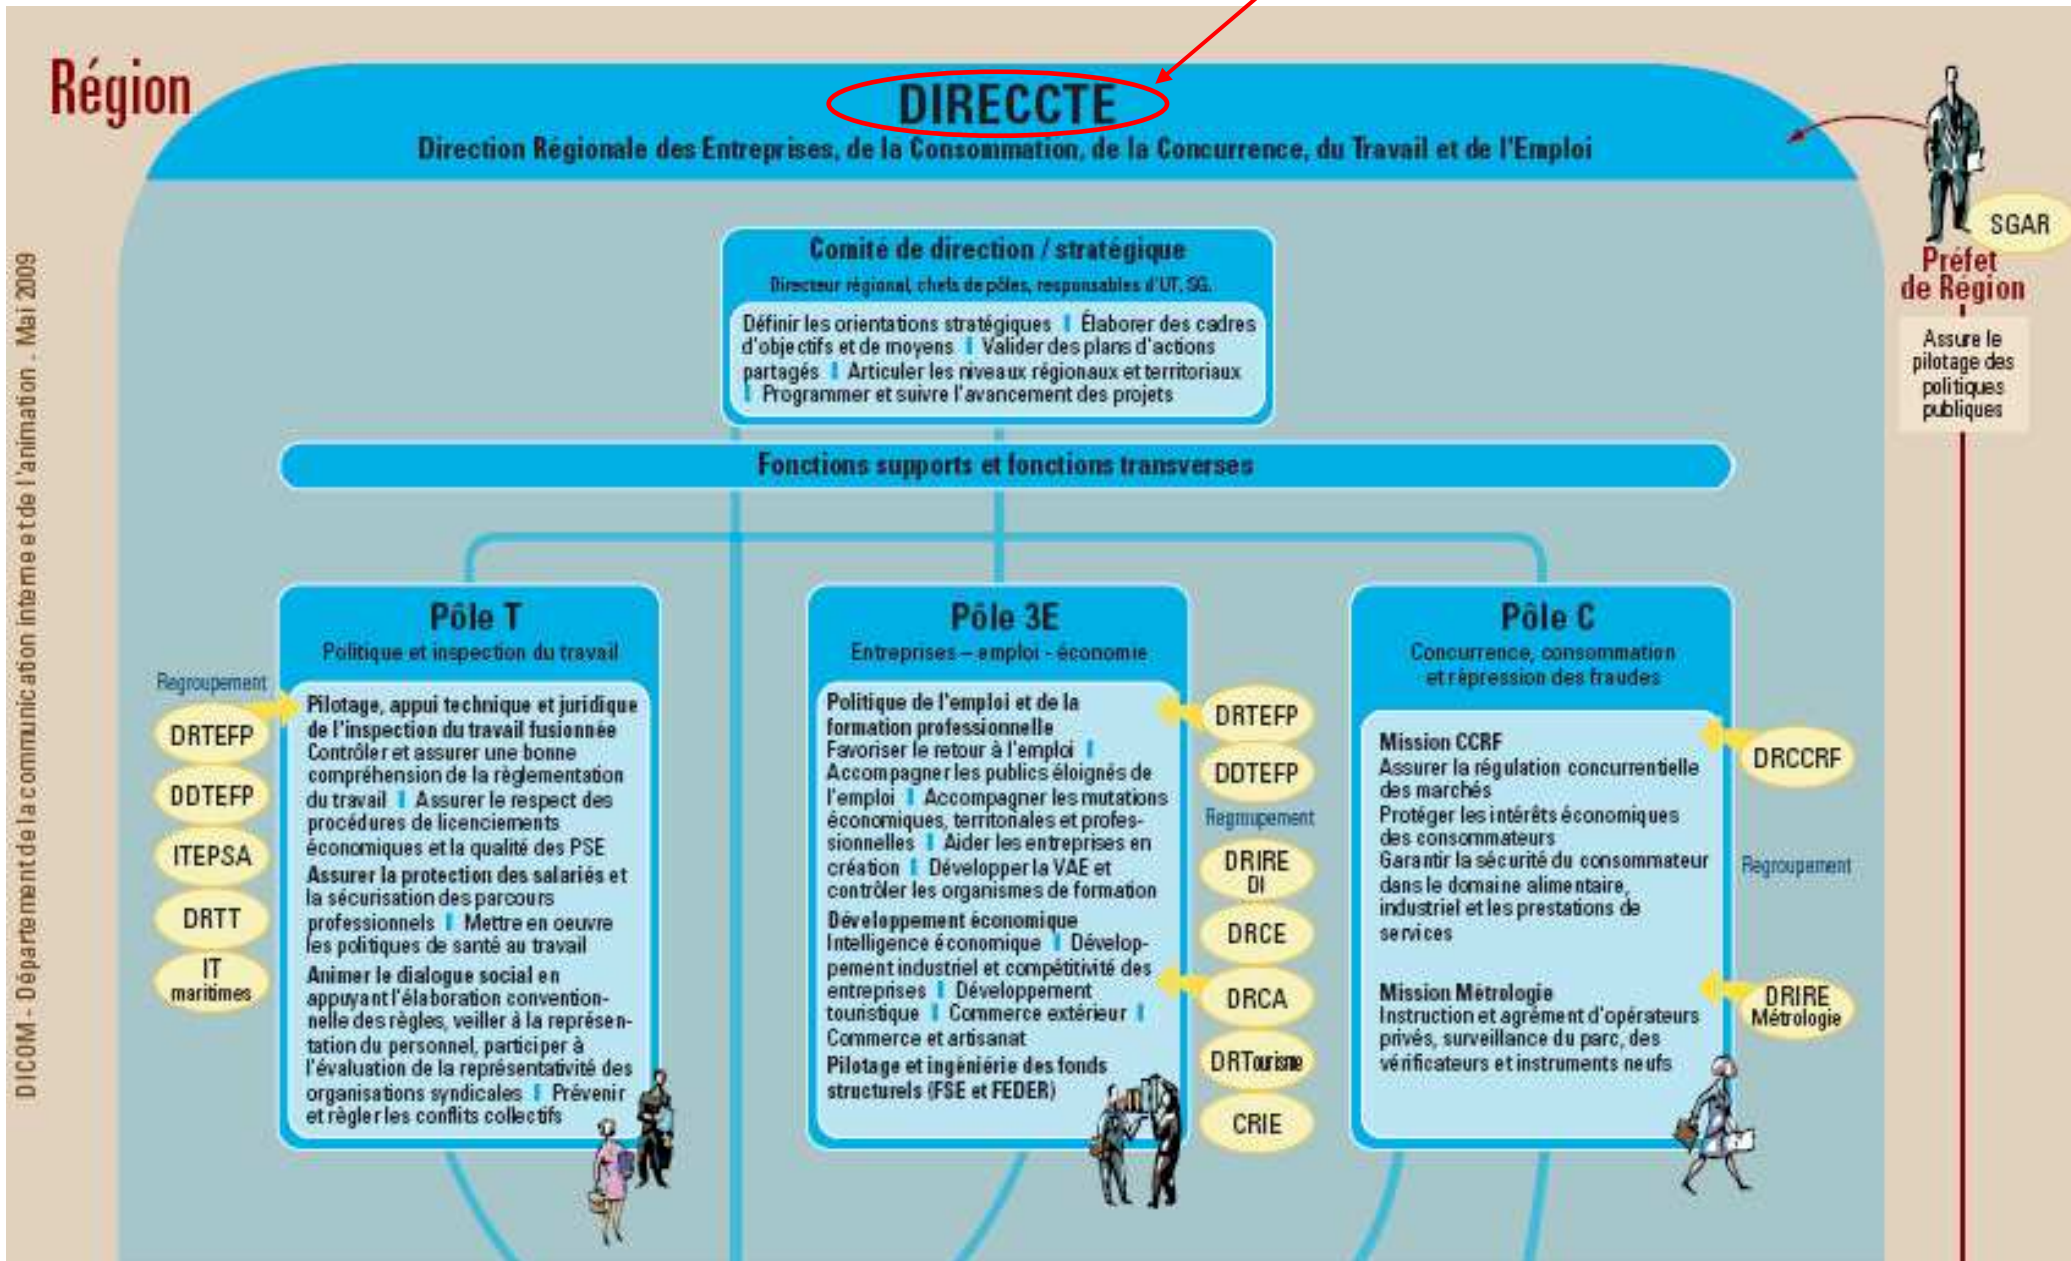 Région
DIRECCTE
Direction Régionale des Entreprises, de la Consommation, de la Concurrence, du Travail et de l'Emploi
SGAR
Préfet
de Région
Assure le
pilotage des
politiques
publiques
DICOM - Département de la communication interne et de l'animation . Mai 2009
Comité de direction / stratégique
Directeur régional, chefs de pôles, responsables d'UT, SG.
Définir les orientations stratégiques | Élaborer des cadres
d'objectifs et de moyens | Valider des plans d'actions
partagés | Articuler les niveaux régionaux et territoriaux
| Programmer et suivre l'avancement des projets
Fonctions supports et fonctions transverses
Pôle T
Politique et inspection du travail
Regroupement
DRTEFP
DDTEFP
ITEPSA
DRTT
IT
maritimes
Pilotage, appui technique et juridique
de l'inspection du travail fusionnée
Contrôler et assurer une bonne
compréhension de la règlementation
du travail | Assurer le respect des
procédures de licenciements
économiques et la qualité des PSE
Assurer la protection des salariés et
la sécurisation des parcours
professionnels | Mettre en oeuvre
les politiques de santé au travail
Animer le dialogue social en
appuyant l'élaboration convention-
nelle des règles, veiller à la représen-
tation du personnel, participer à
l'évaluation de la représentativité des
organisations syndicales | Prévenir
et règler les conflits collectifs
Pôle 3E
Entreprises – emploi - économie
Politique de l'emploi et de la
formation professionnelle
Favoriser le retour à l'emploi |
Accompagner les publics éloignés de
l'emploi | Accompagner les mutations
économiques, territoriales et profes-
sionnelles | Aider les entreprises en
création | Développer la VAE et
contrôler les organismes de formation
Développement économique
Intelligence économique | Dévelop-
pement industriel et compétitivité des
entreprises | Développement
touristique | Commerce extérieur |
Commerce et artisanat
Pilotage et ingéniérie des fonds
structurels (FSE et FEDER)
DRTEFP
DDTEFP
Regroupement
DRIRE
DI
DRCE
DRCA
DRTourisme
CRIE
Pôle C
Concurrence, consommation
et répression des fraudes
Mission CCRF
Assurer la régulation concurrentielle
des marchés
Protéger les intérêts économiques
des consommateurs
Garantir la sécurité du consommateur
dans le domaine alimentaire,
industriel et les prestations de
services
Mission Métrologie
Instruction et agrément d'opérateurs
privés, surveillance du parc, des
vérificateurs et instruments neufs
DRCCRF
Regroupement
DRIRE
Métrologie